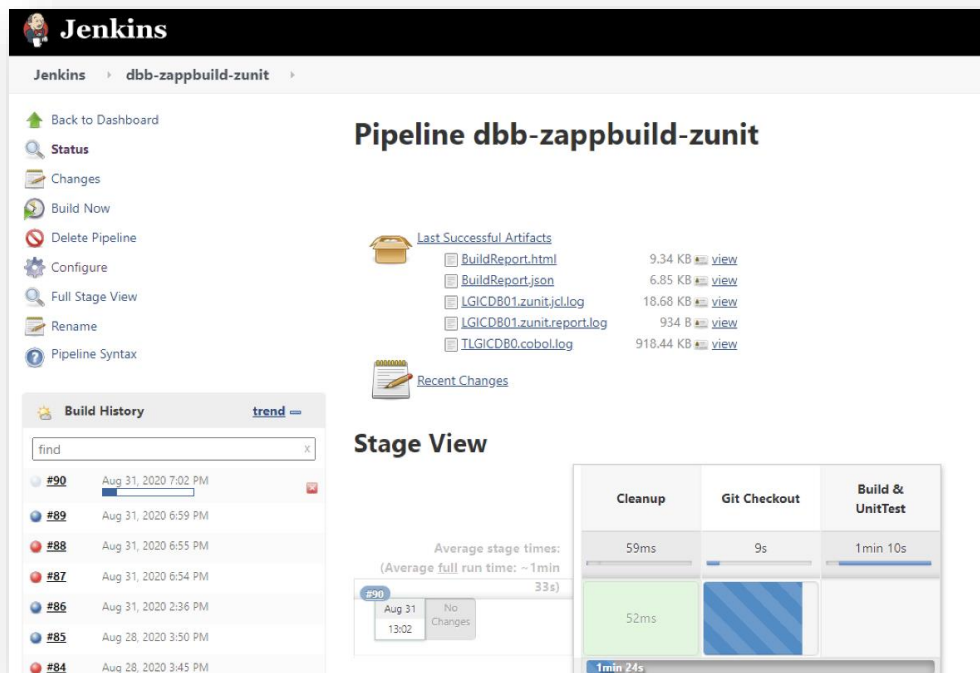 Jenkins
Jenkins dbb-zappbuild-zunit
Back to Dashboard
Status
Changes
Build Now
Delete Pipeline
Configure
Full Stage View
Rename
Pipeline Syntax
Build History trend
find x
#90 Aug 31, 2020 7:02 PM
#89 Aug 31, 2020 6:59 PM
#88 Aug 31, 2020 6:55 PM
#87 Aug 31, 2020 6:54 PM
#86 Aug 31, 2020 2:36 PM
#85 Aug 28, 2020 3:50 PM
#84 Aug 28, 2020 3:45 PM
Pipeline dbb-zappbuild-zunit
Last Successful Artifacts
BuildReport.html 9.34 KB view
BuildReport.json 6.85 KB view
LGICDB01.zunit.jcl.log 18.68 KB view
LGICDB01.zunit.report.log 934 B view
TLGICDB0.cobol.log 918.44 KB view
Recent Changes
Stage View
Cleanup Git Checkout Build &
UnitTest
Average stage times: 59ms 9s 1min 10s
(Average full run time: ~1min
33s)
#90
Aug 31 No
13:02 Changes
52ms
1min 24s